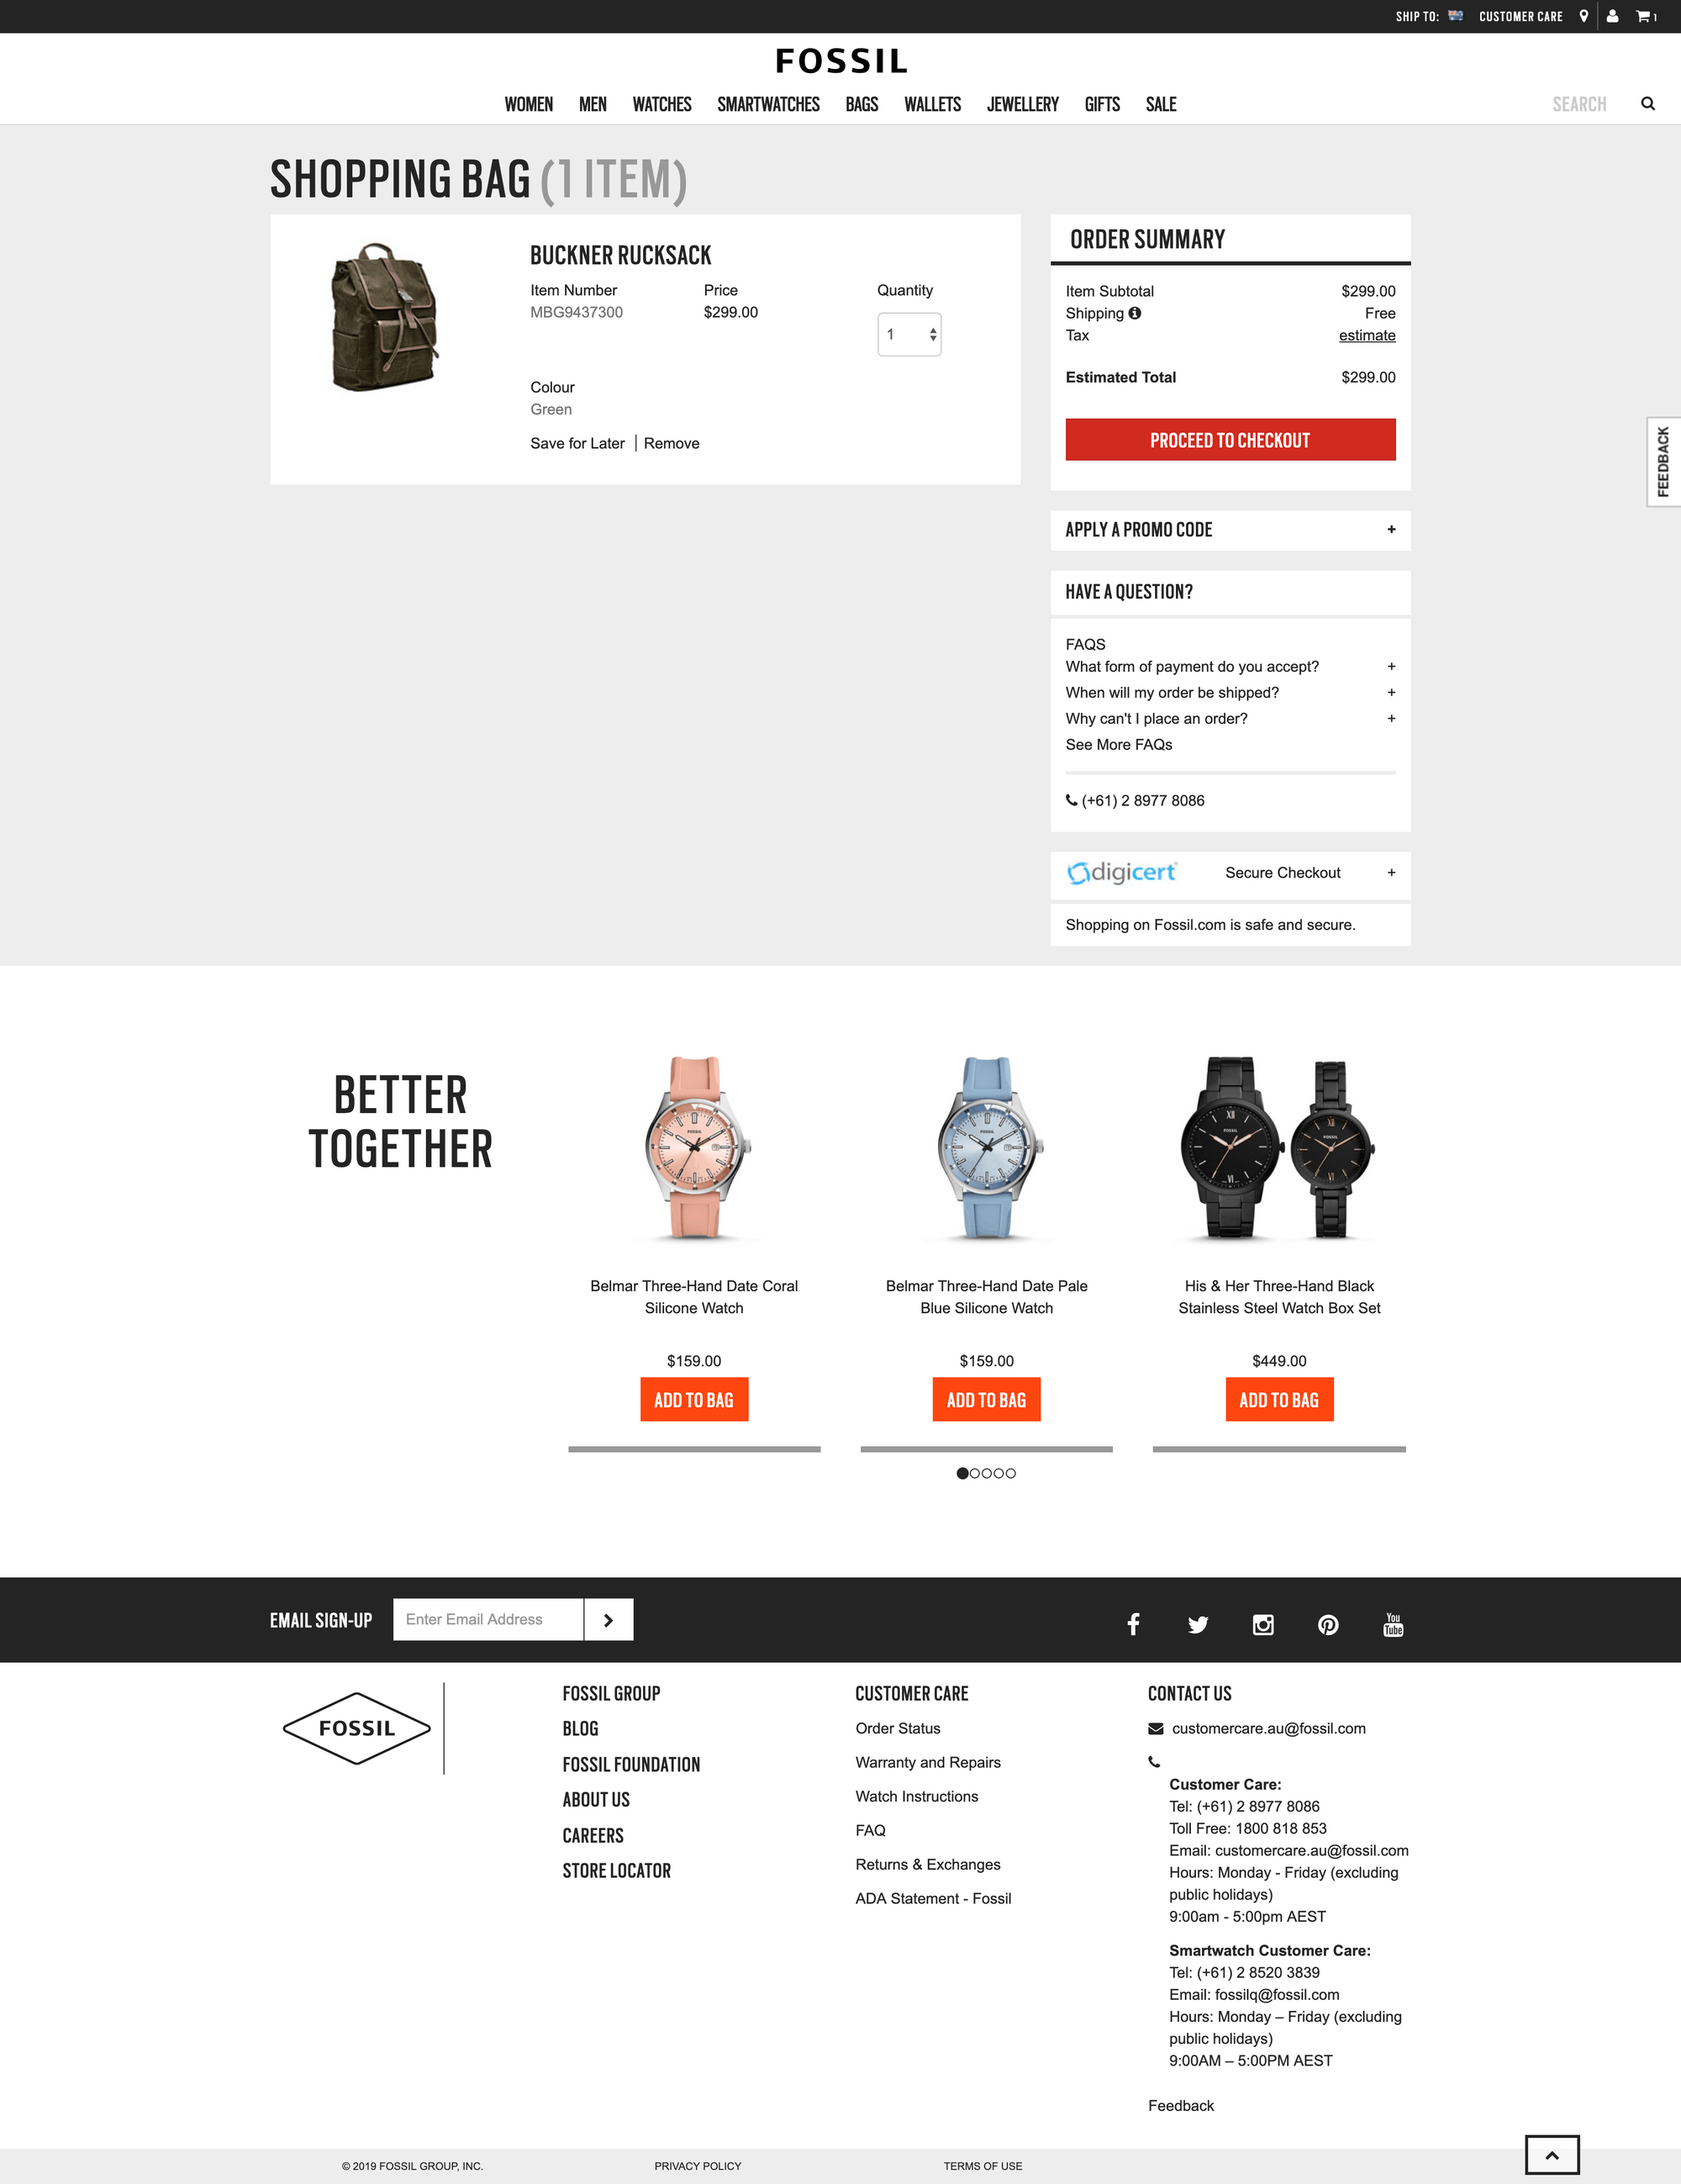 SHIP TO:
CUSTOMER CARE
1
FOSSIL
WOMEN MEN WATCHES SMARTWATCHES BAGS WALLETS JEWELLERY GIFTS SALE
SEARCH
SHOPPING BAG (1 ITEM)
BUCKNER RUCKSACK
Item Number Price Quantity
MBG9437300 $299.00
1
Colour
Green
Save for Later | Remove
ORDER SUMMARY
Item Subtotal $299.00
Shipping Free
Tax estimate
Estimated Total $299.00
PROCEED TO CHECKOUT
APPLY A PROMO CODE +
HAVE A QUESTION?
FAQS
What form of payment do you accept? +
When will my order be shipped? +
Why can't I place an order? +
See More FAQs
(+61) 2 8977 8086
digicert Secure Checkout +
Shopping on Fossil.com is safe and secure.
FEEDBACK
BETTER
TOGETHER
Belmar Three-Hand Date Coral
Silicone Watch
$159.00
ADD TO BAG
Belmar Three-Hand Date Pale
Blue Silicone Watch
$159.00
ADD TO BAG
His & Her Three-Hand Black
Stainless Steel Watch Box Set
$449.00
ADD TO BAG
EMAIL SIGN-UP
Enter Email Address
You
Tube
FOSSIL
FOSSIL GROUP
BLOG
FOSSIL FOUNDATION
ABOUT US
CAREERS
STORE LOCATOR
CUSTOMER CARE
Order Status
Warranty and Repairs
Watch Instructions
FAQ
Returns & Exchanges
ADA Statement - Fossil
CONTACT US
customercare.au@fossil.com
Customer Care:
Tel: (+61) 2 8977 8086
Toll Free: 1800 818 853
Email: customercare.au@fossil.com
Hours: Monday - Friday (excluding
public holidays)
9:00am - 5:00pm AEST
Smartwatch Customer Care:
Tel: (+61) 2 8520 3839
Email: fossilq@fossil.com
Hours: Monday – Friday (excluding
public holidays)
9:00AM – 5:00PM AEST
Feedback
© 2019 FOSSIL GROUP, INC.
PRIVACY POLICY
TERMS OF USE